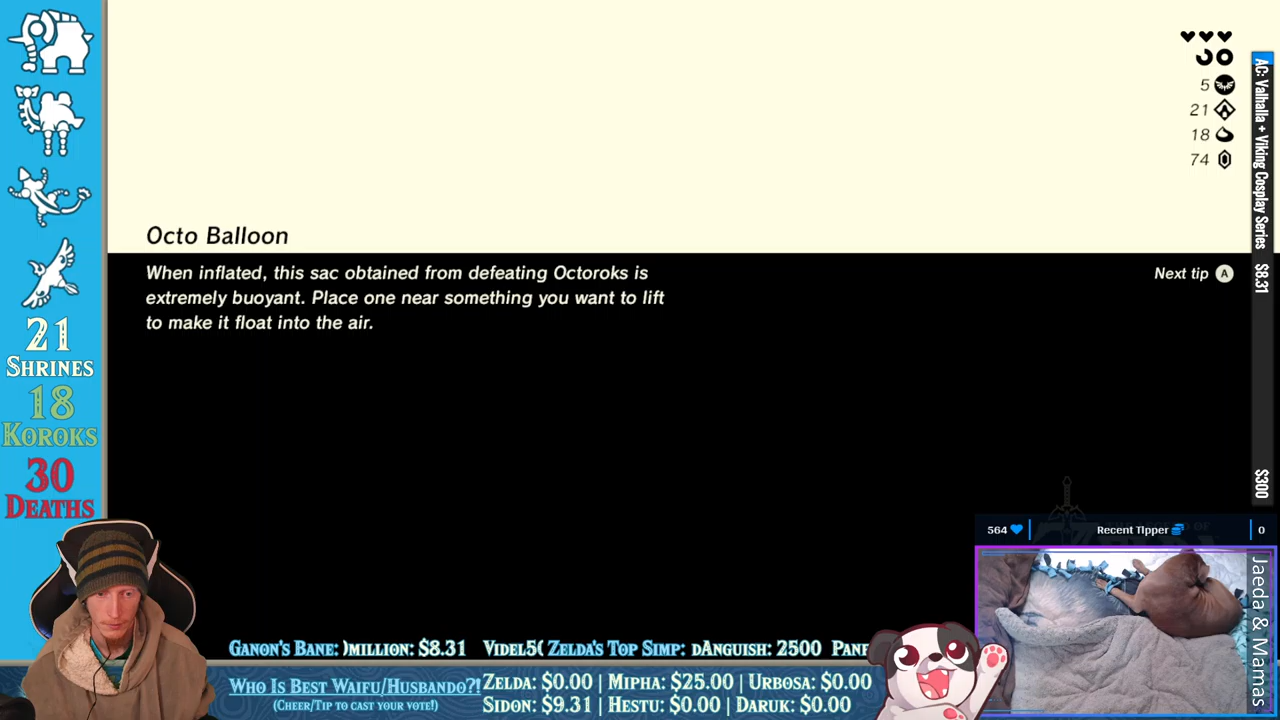 21
SHRINES
18
KOROKS
30
DEATHS
5
21
18
74
Octo Balloon
When inflated, this sac obtained from defeating Octoroks is
extremely buoyant. Place one near something you want to lift
to make it float into the air.
Next tip A
AC: Valhalla + Viking Cosplay Series $8.31
$300
564
Recent Tipper
0
Jaeda & Mamas
GANON'S BANE: )MILLION: $8.31 VIDEL5( ZELDA'S TOP SIMP: DANGUISH: 2500 PANE
WHO IS BEST WAIFU/HUSBANDO?!
(CHEER/TIP TO CAST YOUR VOTE!)
ZELDA: $0.00 | MIPHA: $25.00 | URBOSA: $0.00
SIDON: $9.31 | HESTU: $0.00 | DARUK: $0.00